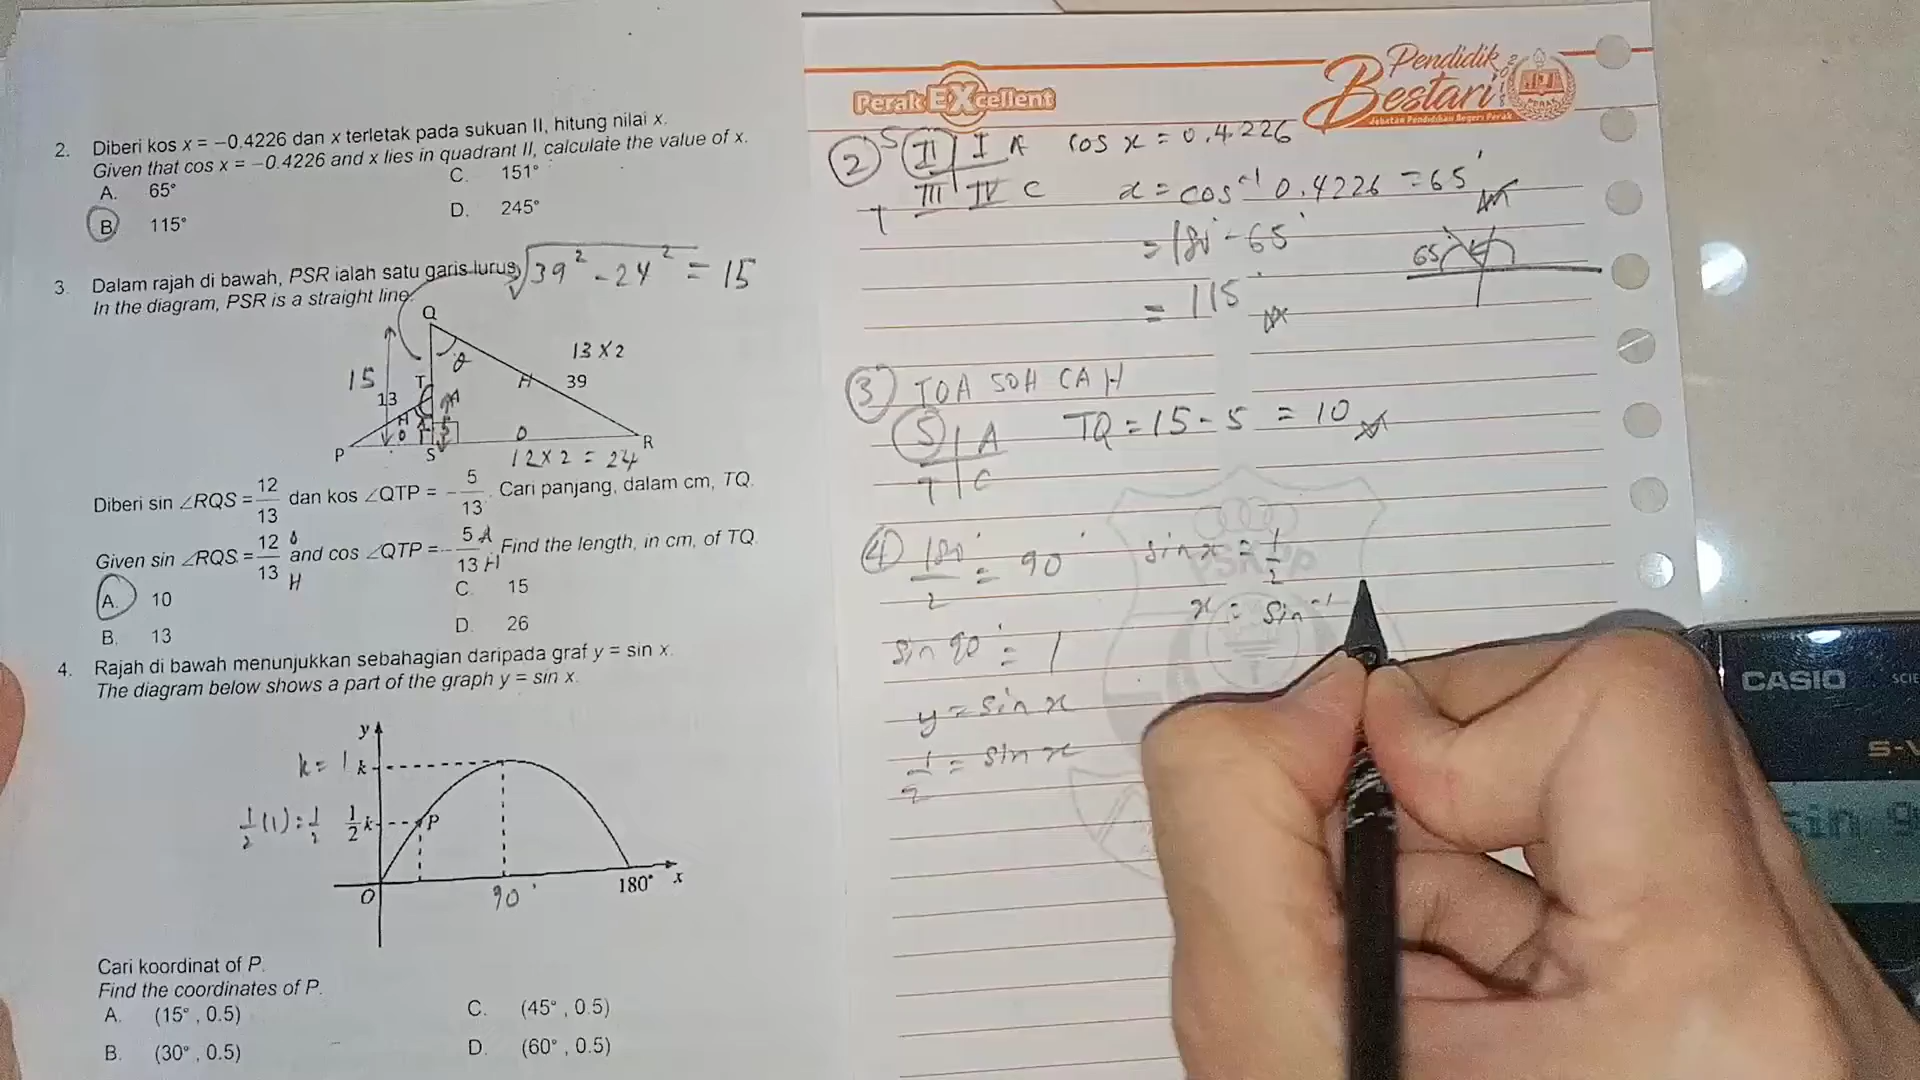 2. Diberi kos x = −0.4226 dan x terletak pada sukuan II, hitung nilai x.
Given that cos x = −0.4226 and x lies in quadrant II, calculate the value of x.
A. 65° C. 151°
B. 115° D. 245°
3. Dalam rajah di bawah, PSR ialah satu garis lurus.
In the diagram, PSR is a straight line.
√39² - 24² = 15
Q
θ
13 × 2
15
T
H
39
13
A
H
O
5
O
P
S
R
12 × 2 = 24
Diberi sin ∠RQS = 12/13 dan kos ∠QTP = −5/13. Cari panjang, dalam cm, TQ.
Given sin ∠RQS = 12/13 and cos ∠QTP = −5/13. Find the length, in cm, of TQ.
O
H
A
H
A. 10 C. 15
B. 13 D. 26
4. Rajah di bawah menunjukkan sebahagian daripada graf y = sin x.
The diagram below shows a part of the graph y = sin x.
y
k = 1 k
½(1) = ½ ½k P
O 90° 180° x
Cari koordinat of P.
Find the coordinates of P.
A. (15° , 0.5) C. (45° , 0.5)
B. (30° , 0.5) D. (60° , 0.5)
Perak EXcellent
Pendidik
Bestari
Jabatan Pendidikan Negeri Perak
② S II I A cos x = 0.4226
T III IV C x = cos⁻¹ 0.4226 = 65°
= 180° - 65°
65°
= 115°
③ TOA SOH CAH
S A TQ = 15 - 5 = 10
T C
④ 180°/2 = 90° sin x = 1/2
x = sin⁻¹
sin 90° = 1
y = sin x
1/2 = sin x
CASIO
S-V
sin 9